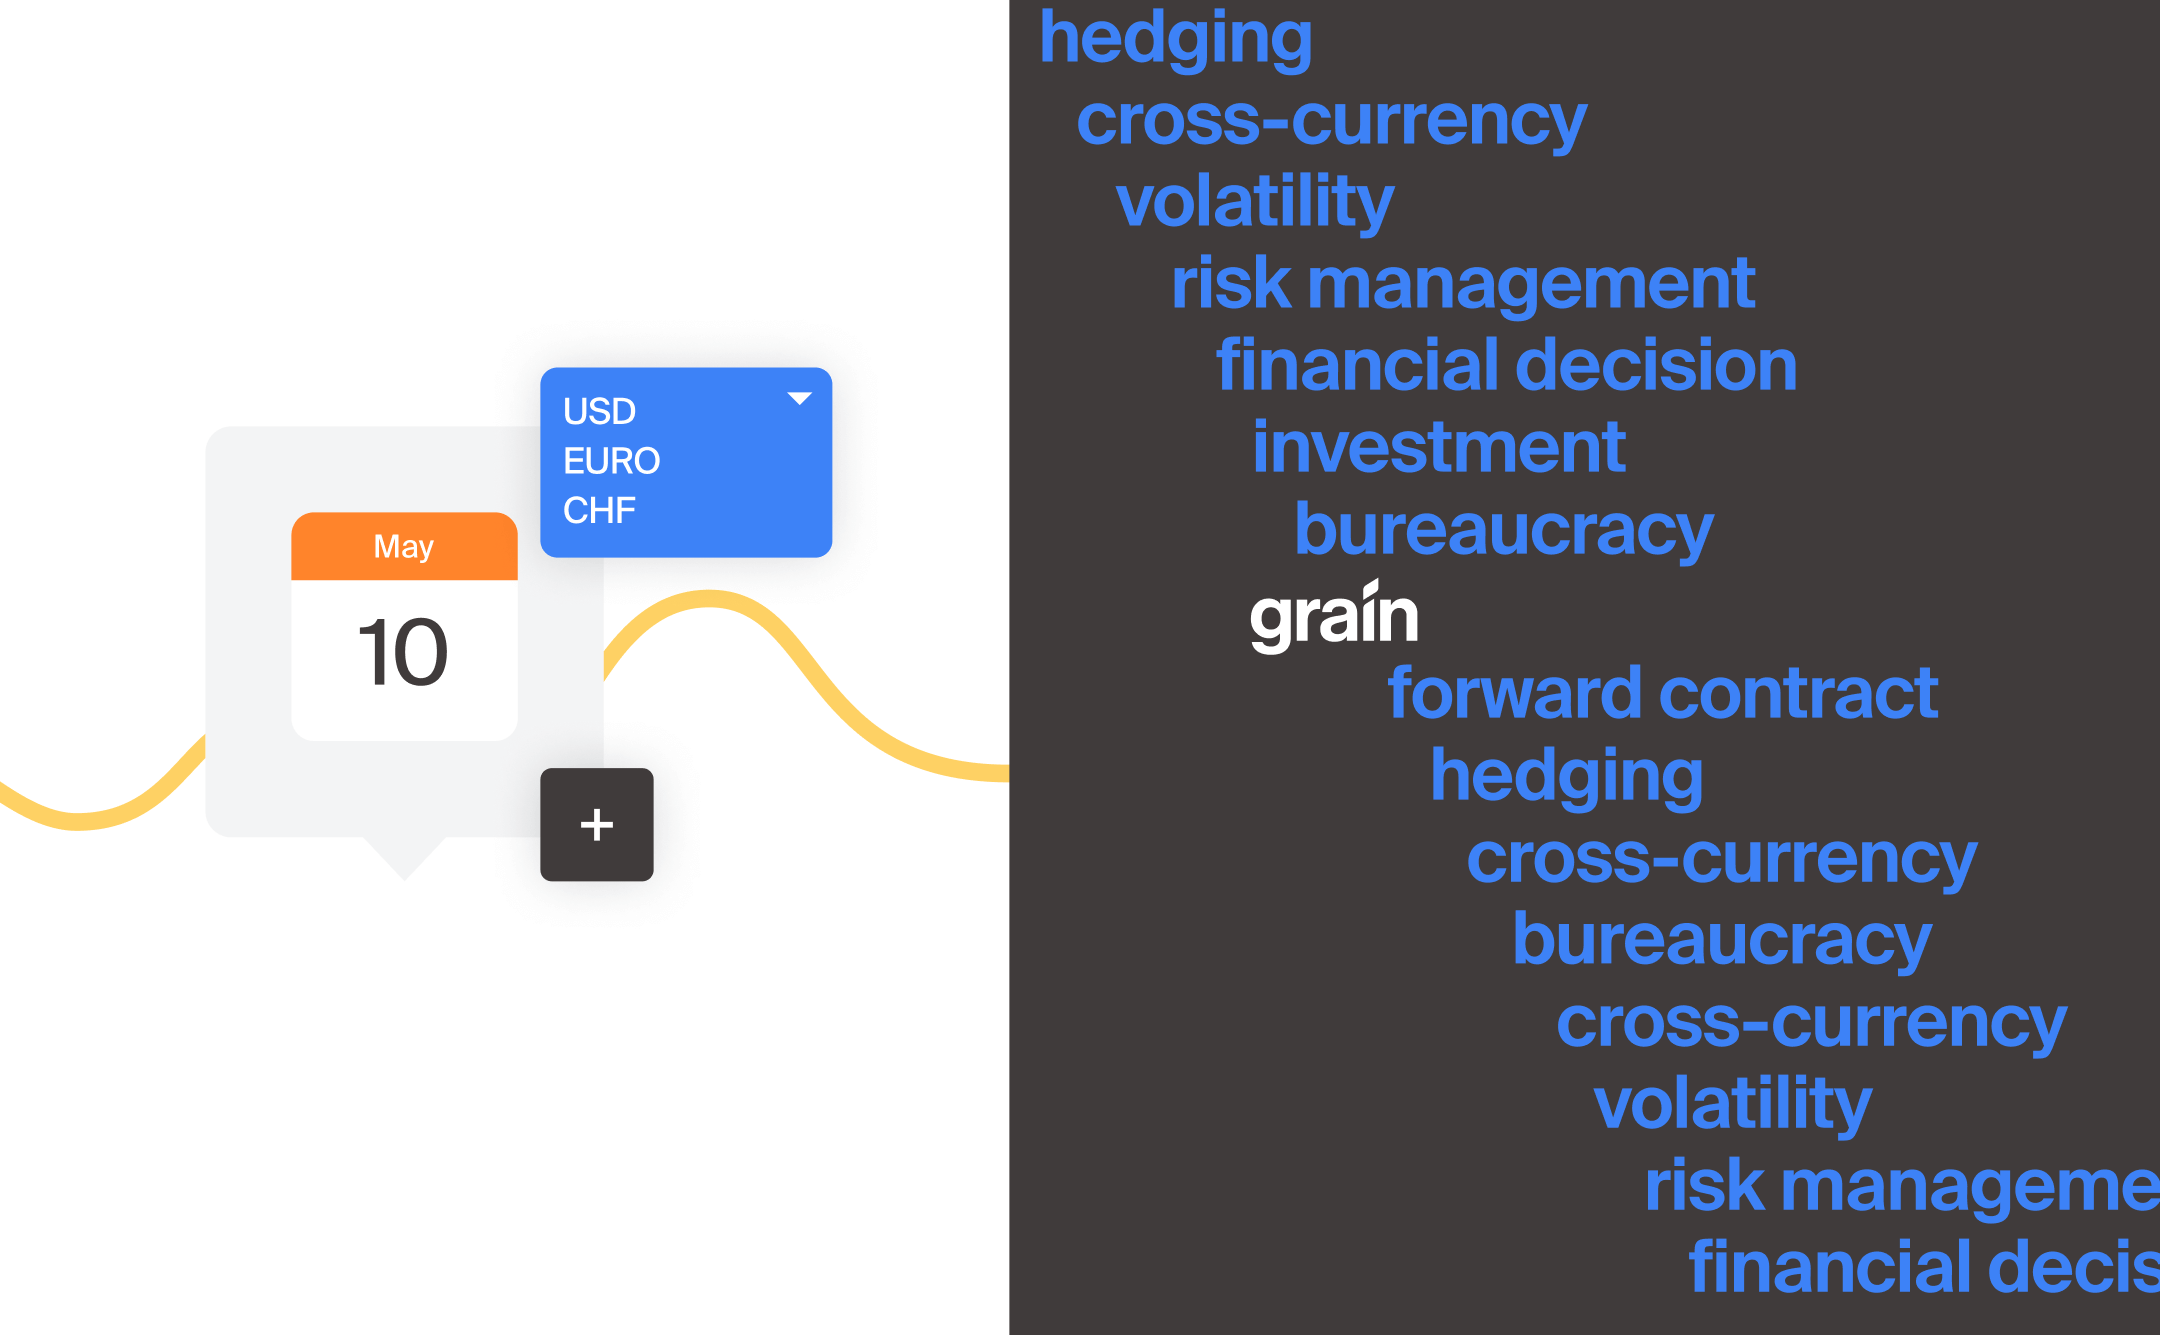 USD
EURO
CHF
May
10
+
hedging
cross-currency
volatility
risk management
financial decision
investment
bureaucracy
grain
forward contract
hedging
cross-currency
bureaucracy
cross-currency
volatility
risk manageme
financial decis